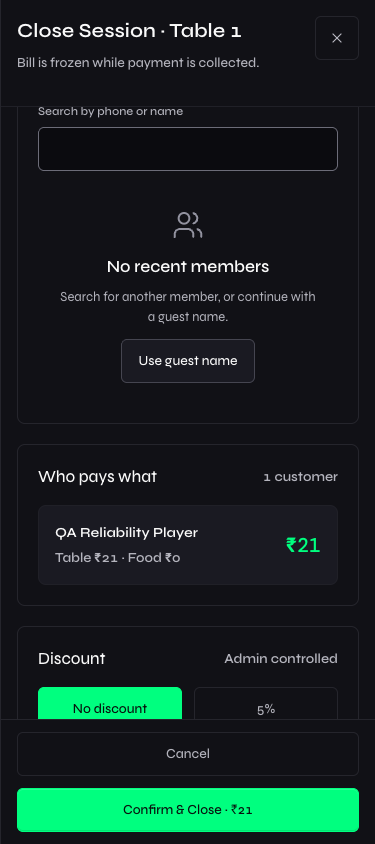 Close Session · Table 1
Bill is frozen while payment is collected.
Search by phone or name
No recent members
Search for another member, or continue with
a guest name.
Use guest name
Who pays what
1 customer
QA Reliability Player
Table ₹21 · Food ₹0
₹21
Discount
Admin controlled
No discount
5%
Cancel
Confirm & Close · ₹21